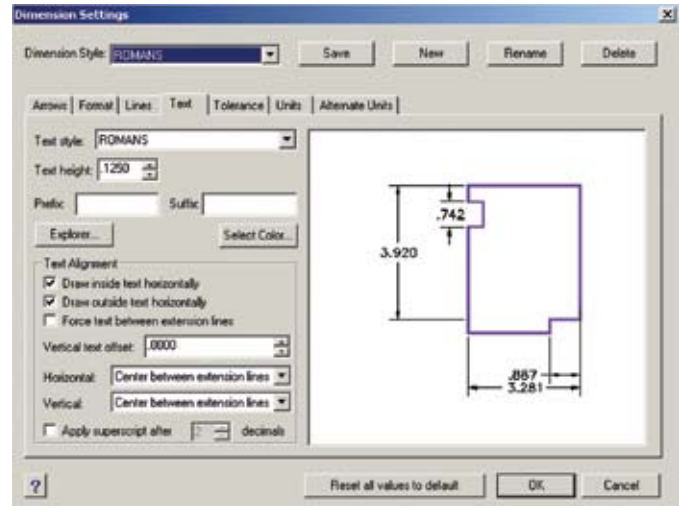 Dimension Settings
Dimension Style: ROMANS Save New Rename Delete
Arrows Format Lines Text Tolerance Units Alternate Units
Text style: ROMANS
Text height: .1250
Prefix: Suffix:
Explorer... Select Color...
Text Alignment
Draw inside text horizontally
Draw outside text horizontally
Force text between extension lines
Vertical text offset: .0000
Horizontal: Center between extension lines
Vertical: Center between extension lines
Apply superscript after 2 decimals
.742
3.920
.887
3.281
? Reset all values to default OK Cancel